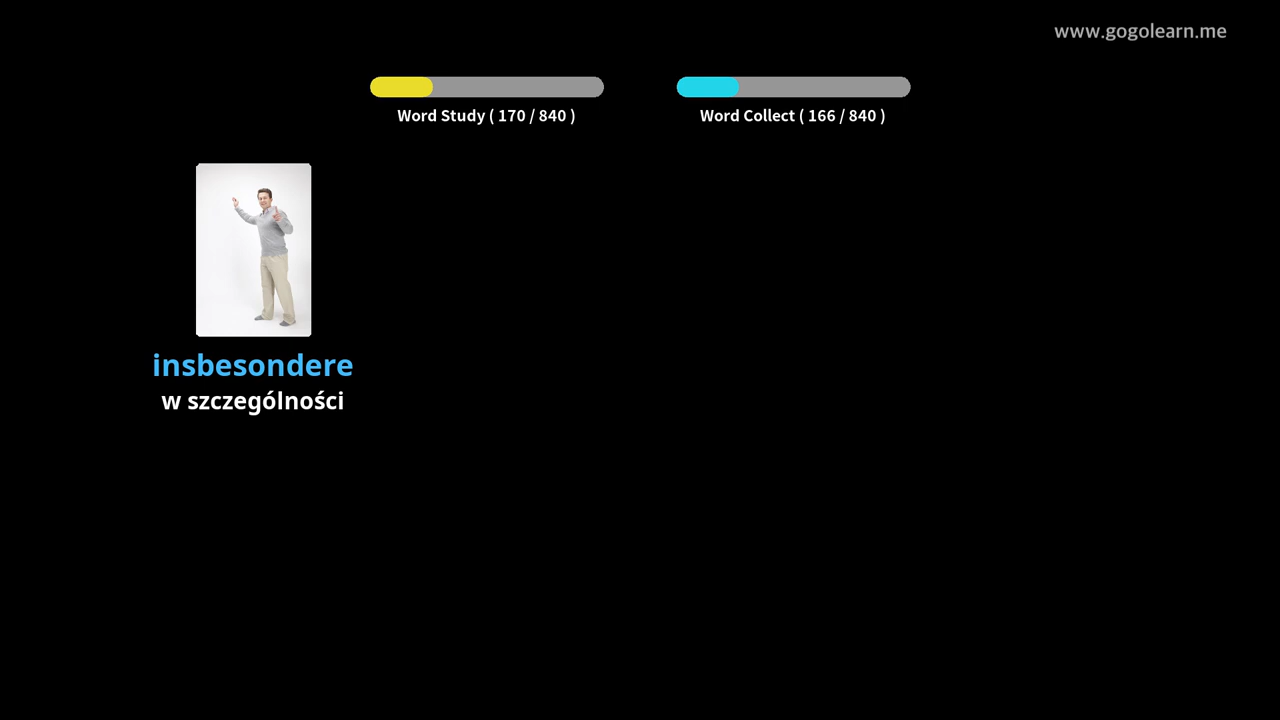 www.gogolearn.me
Word Study ( 170 / 840 )
Word Collect ( 166 / 840 )
insbesondere
w szczególności